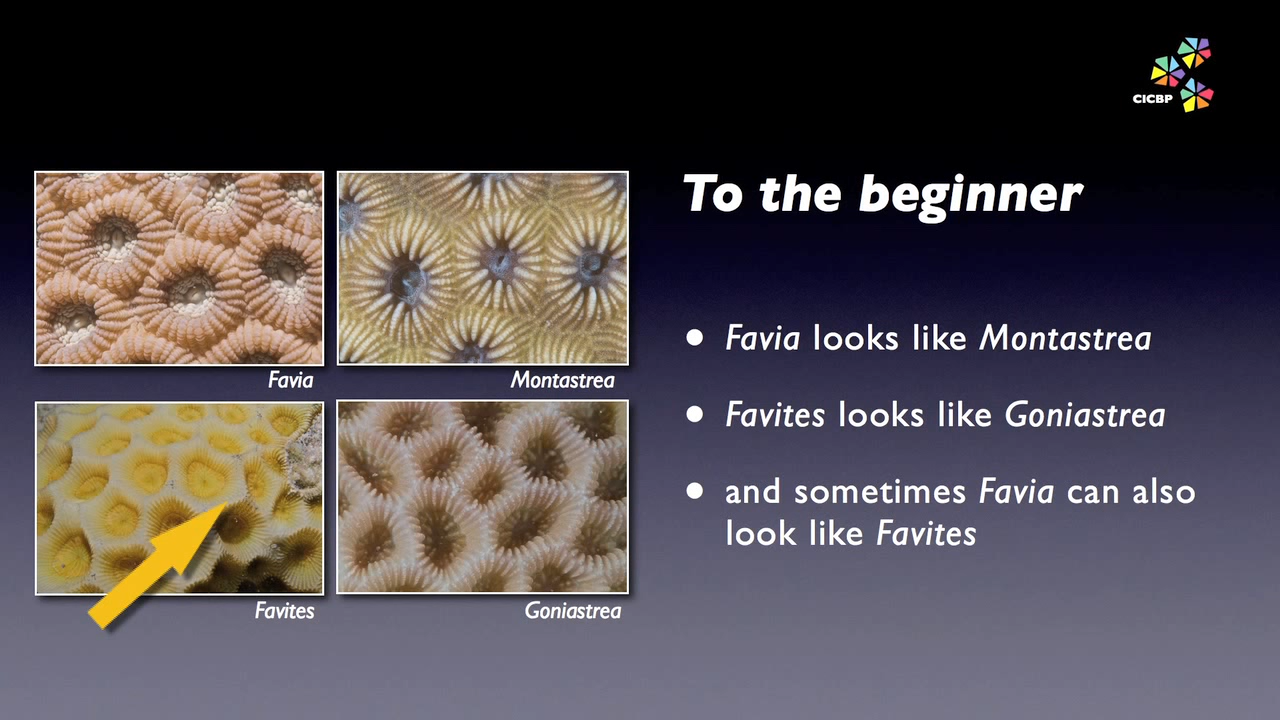 CICBP
To the beginner
Favia
Montastrea
Favites
Goniastrea
• Favia looks like Montastrea
• Favites looks like Goniastrea
• and sometimes Favia can also
look like Favites